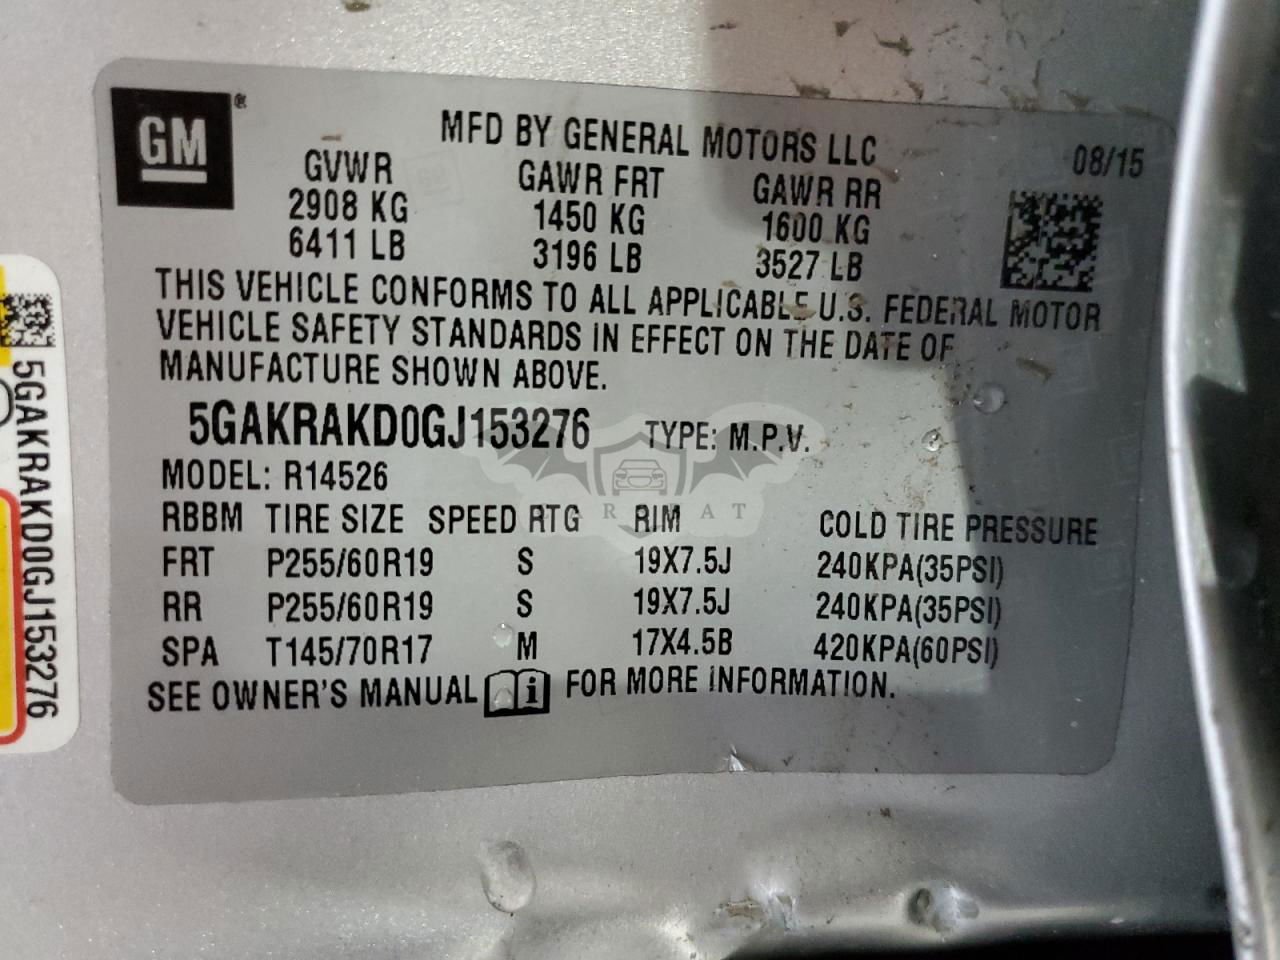 GM®
MFD BY GENERAL MOTORS LLC
08/15
GVWR GAWR FRT GAWR RR
2908 KG 1450 KG 1600 KG
6411 LB 3196 LB 3527 LB
THIS VEHICLE CONFORMS TO ALL APPLICABLE U.S. FEDERAL MOTOR
VEHICLE SAFETY STANDARDS IN EFFECT ON THE DATE OF
MANUFACTURE SHOWN ABOVE.
5GAKRAKD0GJ153276 TYPE: M.P.V.
MODEL: R14526
RBBM TIRE SIZE SPEED RTG RIM COLD TIRE PRESSURE
FRT P255/60R19 S 19X7.5J 240KPA(35PSI)
RR P255/60R19 S 19X7.5J 240KPA(35PSI)
SPA T145/70R17 M 17X4.5B 420KPA(60PSI)
SEE OWNER'S MANUAL i FOR MORE INFORMATION.
5GAKRAKD0GJ153276